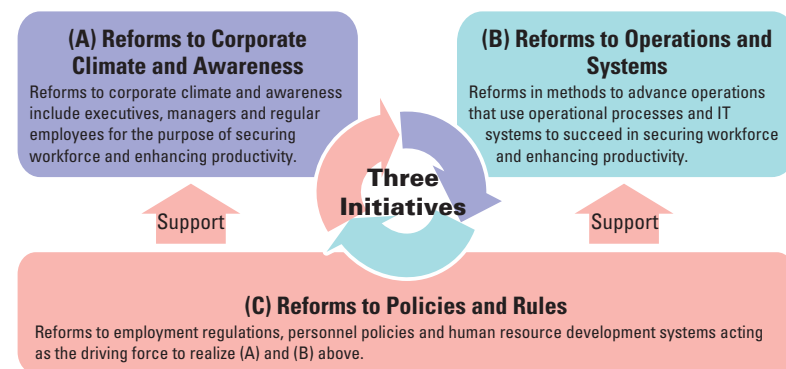 (A) Reforms to Corporate
Climate and Awareness
Reforms to corporate climate and awareness
include executives, managers and regular
employees for the purpose of securing
workforce and enhancing productivity.
(B) Reforms to Operations and
Systems
Reforms in methods to advance operations
that use operational processes and IT
systems to succeed in securing workforce
and enhancing productivity.
Three
Initiatives
Support
Support
(C) Reforms to Policies and Rules
Reforms to employment regulations, personnel policies and human resource development systems acting
as the driving force to realize (A) and (B) above.